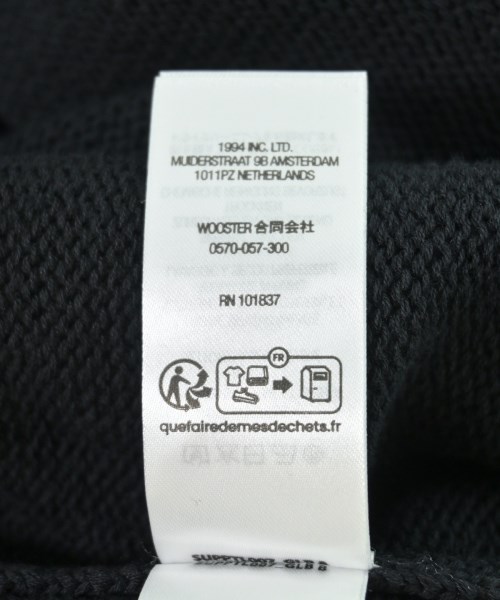 1994 INC. LTD.
MUIDERSTRAAT 9B AMSTERDAM
1011PZ NETHERLANDS
WOOSTER 合同会社
0570-057-300
RN 101837
FR
quefairedemesdechets.fr